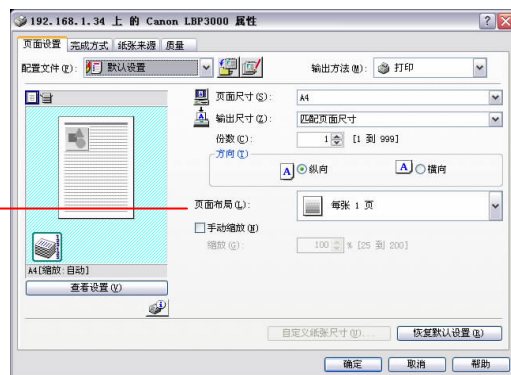 192.168.1.34 上 的 Canon LBP3000 属性
页面设置 完成方式 纸张来源 质量
配置文件(F): 默认设置 输出方法(M): 打印
页面尺寸(S): A4
输出尺寸(Z): 匹配页面尺寸
份数(C): 1 [1 到 999]
方向(T)
A 纵向 A 横向
页面布局(L): 每张 1 页
手动缩放(N)
缩放(G): 100 % [25 到 200]
A4[缩放:自动]
查看设置(V)
自定义纸张尺寸(U)... 恢复默认设置(R)
确定 取消 帮助